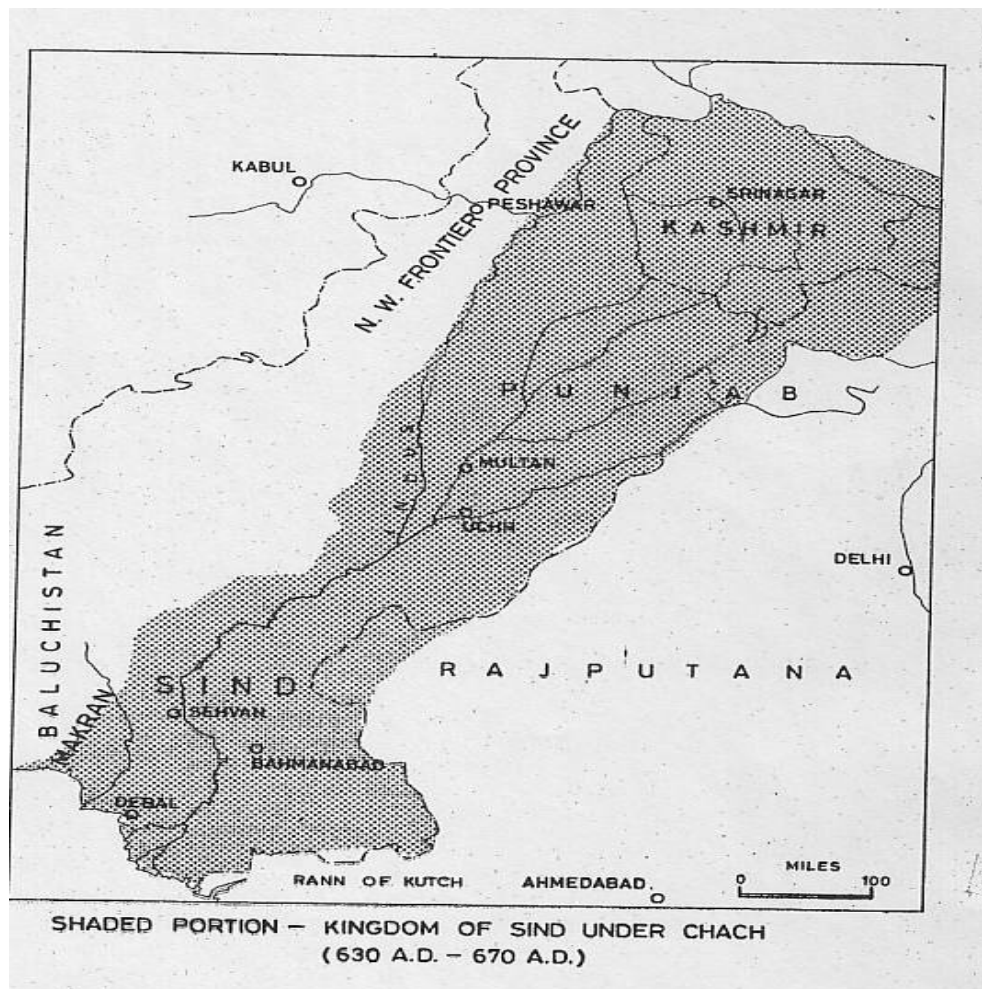 KABUL
N.W. FRONTIER PROVINCE
PESHAWAR
SRINAGAR
KASHMIR
PUNJAB
INDUS
MULTAN
UCHH
DELHI
BALUCHISTAN
RAJPUTANA
SIND
MAKRAN
SEHVAN
BAHMANABAD
DEBAL
MILES
0 100
RANN OF KUTCH
AHMEDABAD.
SHADED PORTION – KINGDOM OF SIND UNDER CHACH
(630 A.D. – 670 A.D.)